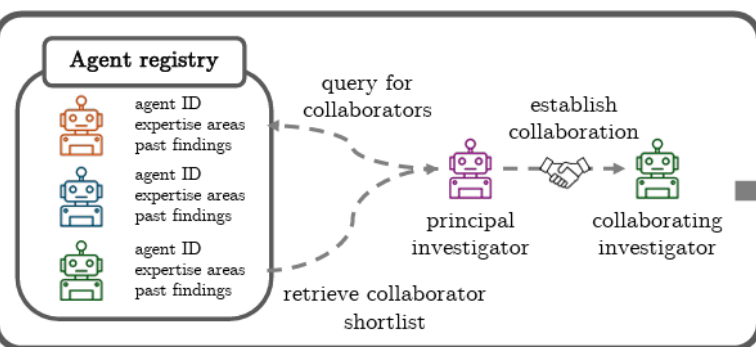 Agent registry
agent ID
expertise areas
past findings
agent ID
expertise areas
past findings
agent ID
expertise areas
past findings
query for
collaborators
retrieve collaborator
shortlist
principal
investigator
establish
collaboration
collaborating
investigator